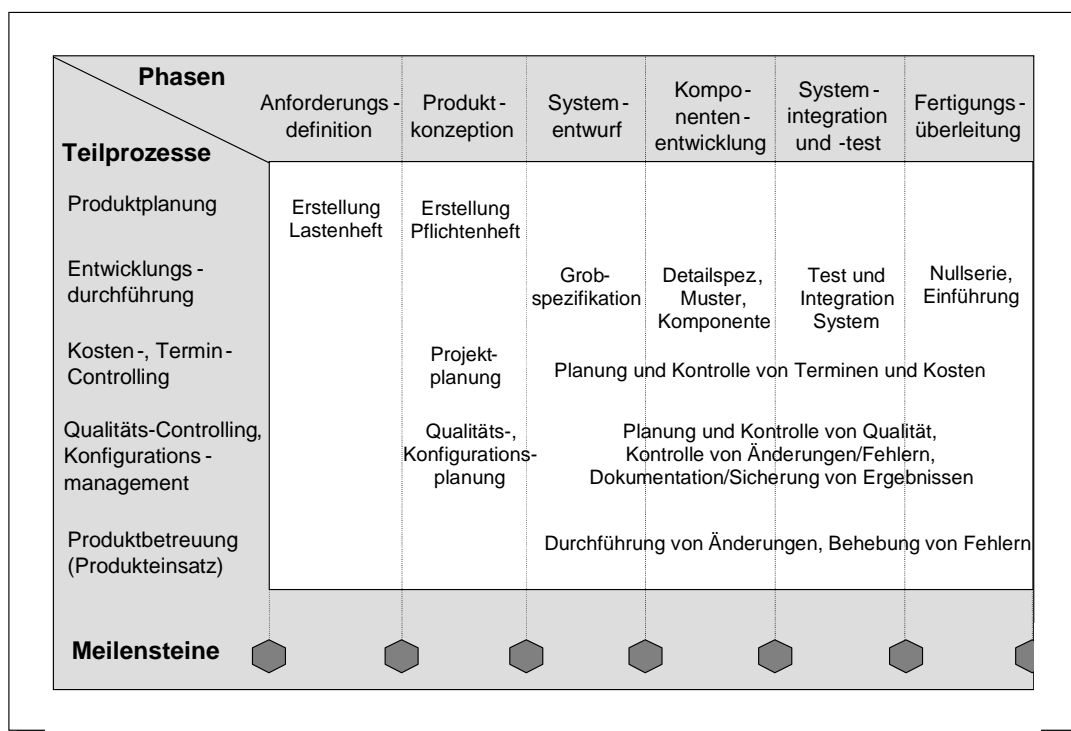 Phasen
Anforderungs-
definition
Produkt-
konzeption
System-
entwurf
Kompo-
nenten-
entwicklung
System-
integration
und -test
Fertigungs-
überleitung
Teilprozesse
Produktplanung
Erstellung
Lastenheft
Erstellung
Pflichtenheft
Entwicklungs-
durchführung
Grob-
spezifikation
Detailspez,
Muster,
Komponente
Test und
Integration
System
Nullserie,
Einführung
Kosten-, Termin-
Controlling
Projekt-
planung
Planung und Kontrolle von Terminen und Kosten
Qualitäts-Controlling,
Konfigurations-
management
Qualitäts-,
Konfigurations-
planung
Planung und Kontrolle von Qualität,
Kontrolle von Änderungen/Fehlern,
Dokumentation/Sicherung von Ergebnissen
Produktbetreuung
(Produkteinsatz)
Durchführung von Änderungen, Behebung von Fehlern
Meilensteine